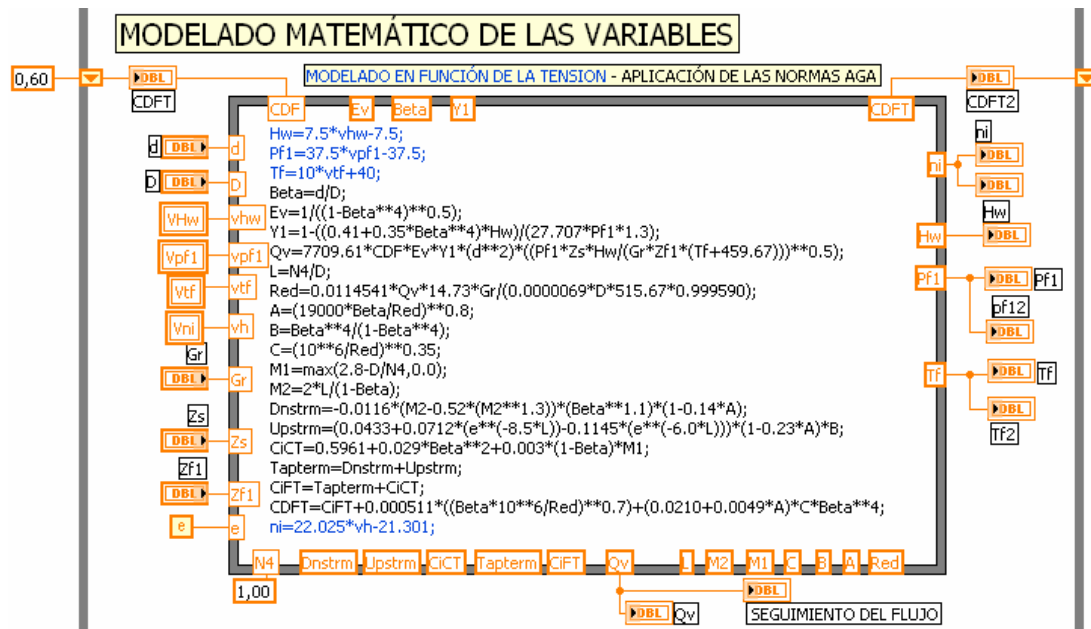 MODELADO MATEMÁTICO DE LAS VARIABLES
0,60
DBL
CDFT
MODELADO EN FUNCIÓN DE LA TENSION - APLICACIÓN DE LAS NORMAS AGA
DBL
CDFT2
CDF Ev Beta Y1 CDFT
d DBL d
D DBL D
VHw vhw
Vpf1 vpf1
Vtf vtf
Vni vh
Gr DBL Gr
Zs DBL Zs
Zf1 DBL Zf1
e e
Hw=7.5*vhw-7.5;
Pf1=37.5*vpf1-37.5;
Tf=10*vtf+40;
Beta=d/D;
Ev=1/((1-Beta**4)**0.5);
Y1=1-((0.41+0.35*Beta**4)*Hw)/(27.707*Pf1*1.3);
Qv=7709.61*CDF*Ev*Y1*(d**2)*((Pf1*Zs*Hw/(Gr*Zf1*(Tf+459.67)))**0.5);
L=N4/D;
Red=0.0114541*Qv*14.73*Gr/(0.0000069*D*515.67*0.999590);
A=(19000*Beta/Red)**0.8;
B=Beta**4/(1-Beta**4);
C=(10**6/Red)**0.35;
M1=max(2.8-D/N4,0.0);
M2=2*L/(1-Beta);
Dnstrm=-0.0116*(M2-0.52*(M2**1.3))*(Beta**1.1)*(1-0.14*A);
Upstrm=(0.0433+0.0712*(e**(-8.5*L))-0.1145*(e**(-6.0*L)))*(1-0.23*A)*B;
CiCT=0.5961+0.029*Beta**2+0.003*(1-Beta)*M1;
Tapterm=Dnstrm+Upstrm;
CiFT=Tapterm+CiCT;
CDFT=CiFT+0.000511*((Beta*10**6/Red)**0.7)+(0.0210+0.0049*A)*C*Beta**4;
ni=22.025*vh-21.301;
ni ni DBL
DBL
Hw Hw DBL
Pf1 DBL Pf1
pf12
DBL
Tf DBL Tf
DBL
Tf2
N4 Dnstrm Upstrm CiCT Tapterm CiFT Qv L M2 M1 C B A Red
1,00
DBL
DBL Qv
SEGUIMIENTO DEL FLUJO